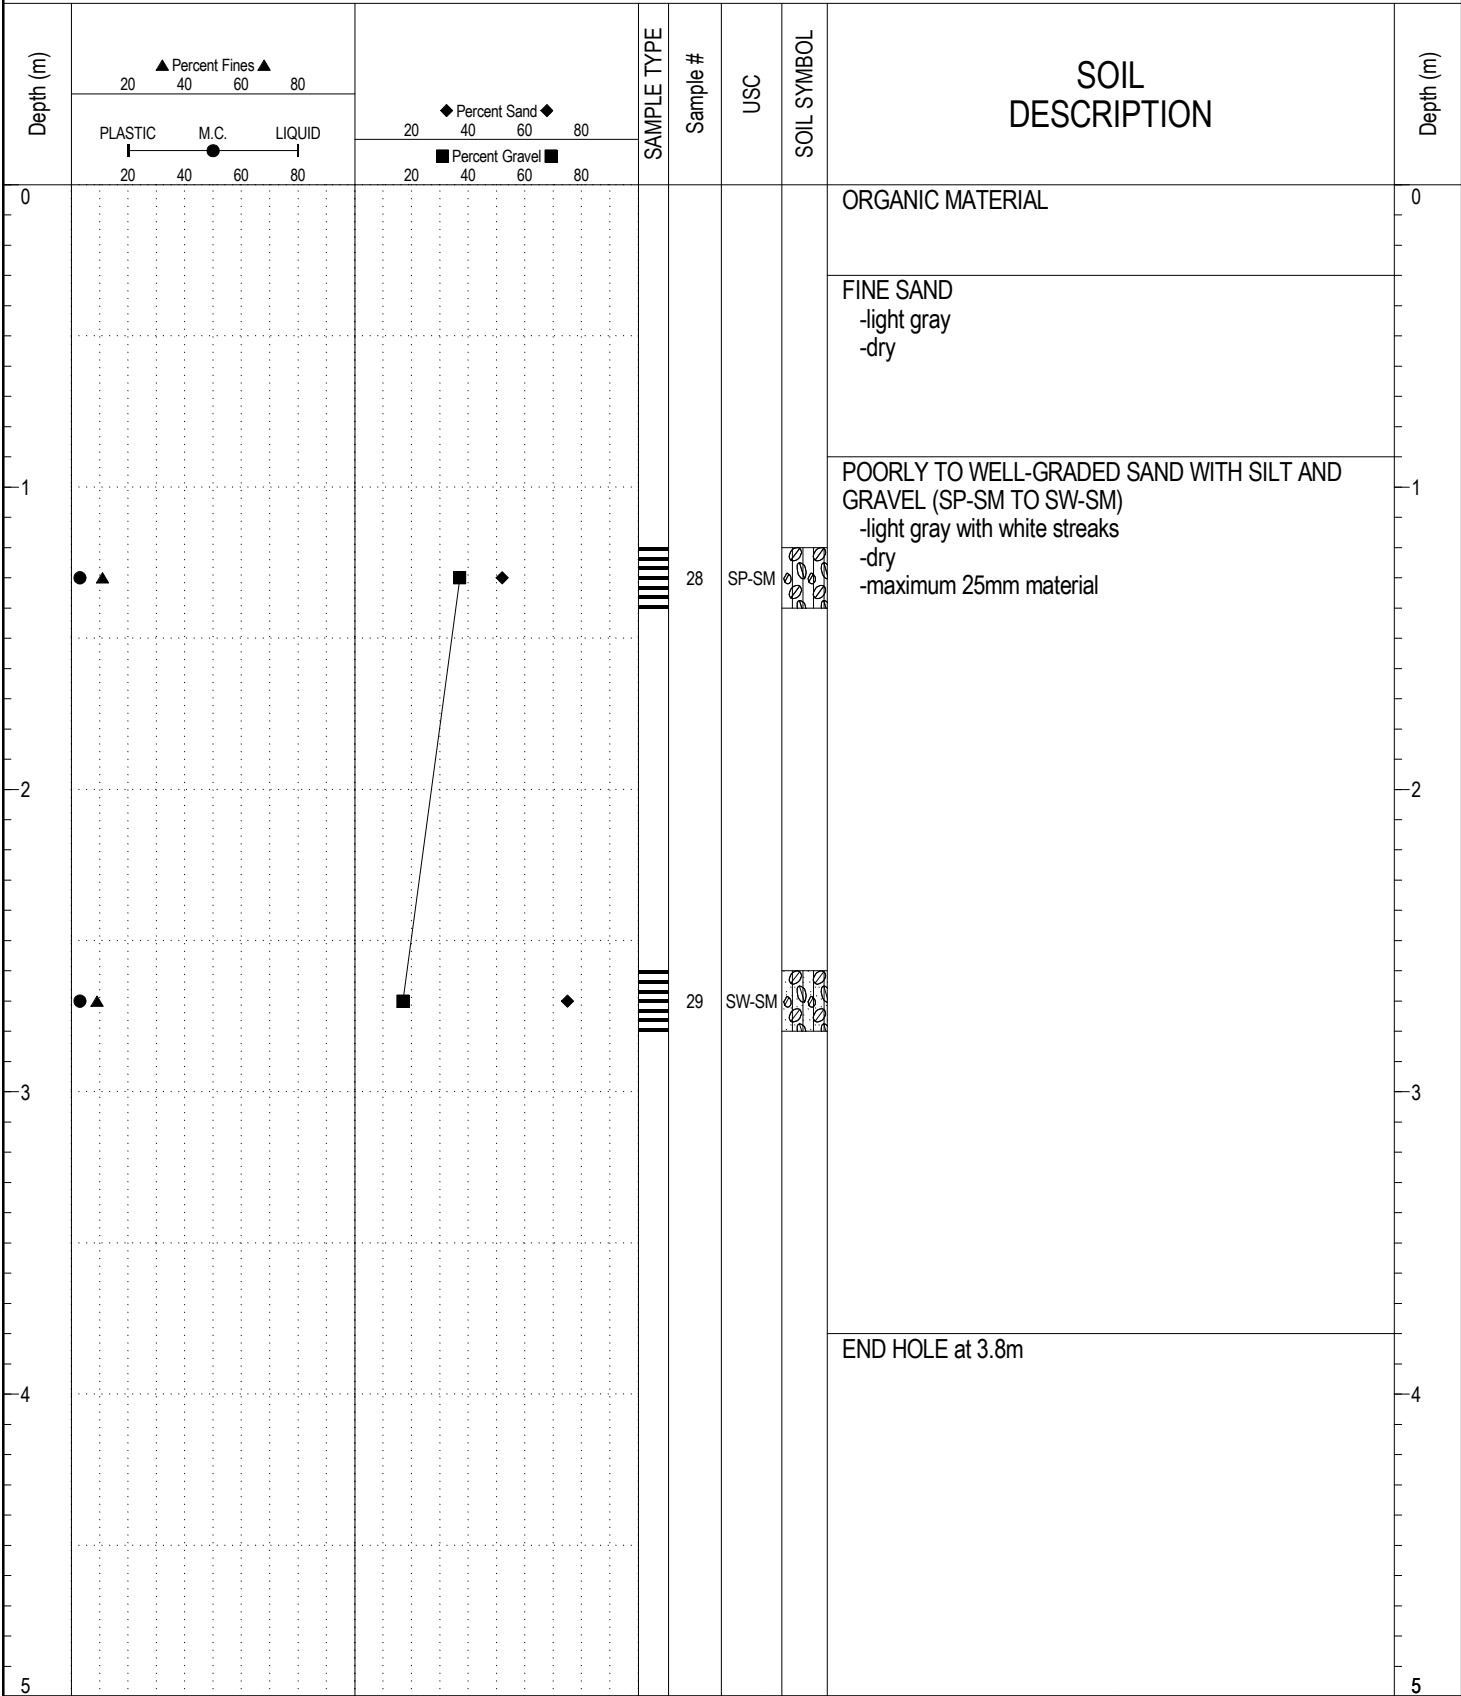 Depth (m)
▲ Percent Fines ▲
20 40 60 80
PLASTIC M.C. LIQUID
20 40 60 80
◆ Percent Sand ◆
20 40 60 80
■ Percent Gravel ■
20 40 60 80
SAMPLE TYPE
Sample #
USC
SOIL SYMBOL
SOIL
DESCRIPTION
Depth (m)
0 0
ORGANIC MATERIAL
FINE SAND
-light gray
-dry
POORLY TO WELL-GRADED SAND WITH SILT AND
1 1
GRAVEL (SP-SM TO SW-SM)
-light gray with white streaks
-dry
28 SP-SM
-maximum 25mm material
2 2
29 SW-SM
3 3
END HOLE at 3.8m
4 4
5 5